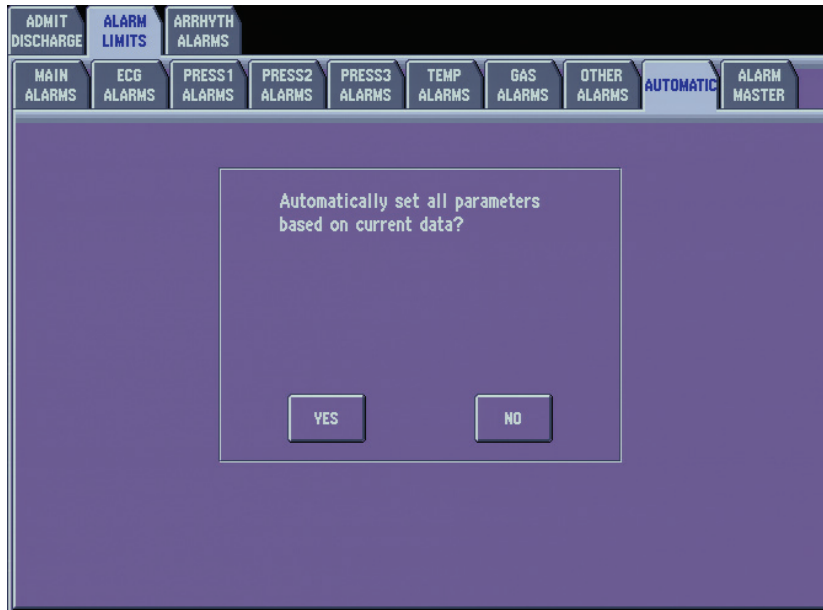 ADMIT
DISCHARGE
ALARM
LIMITS
ARRHYTH
ALARMS
MAIN
ALARMS
ECG
ALARMS
PRESS1
ALARMS
PRESS2
ALARMS
PRESS3
ALARMS
TEMP
ALARMS
GAS
ALARMS
OTHER
ALARMS
AUTOMATIC
ALARM
MASTER
Automatically set all parameters
based on current data?
YES
NO